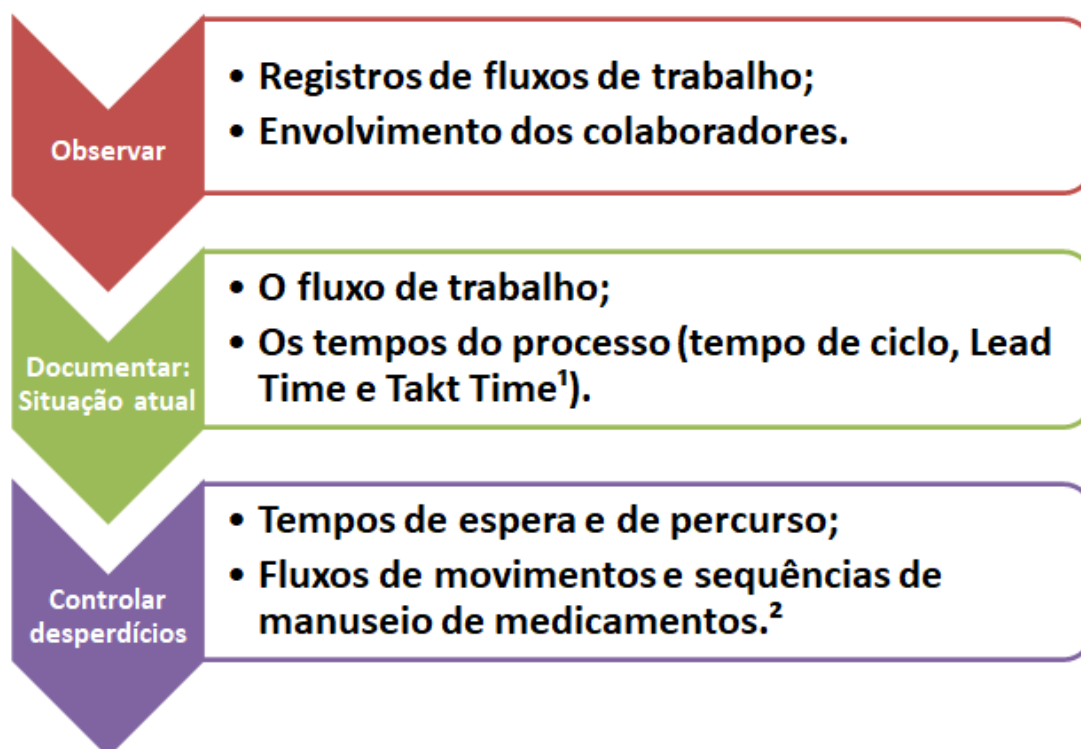 Observar
• Registros de fluxos de trabalho;
• Envolvimento dos colaboradores.
Documentar:
Situação atual
• O fluxo de trabalho;
• Os tempos do processo (tempo de ciclo, Lead
Time e Takt Time¹).
Controlar
desperdícios
• Tempos de espera e de percurso;
• Fluxos de movimentos e sequências de
manuseio de medicamentos.²